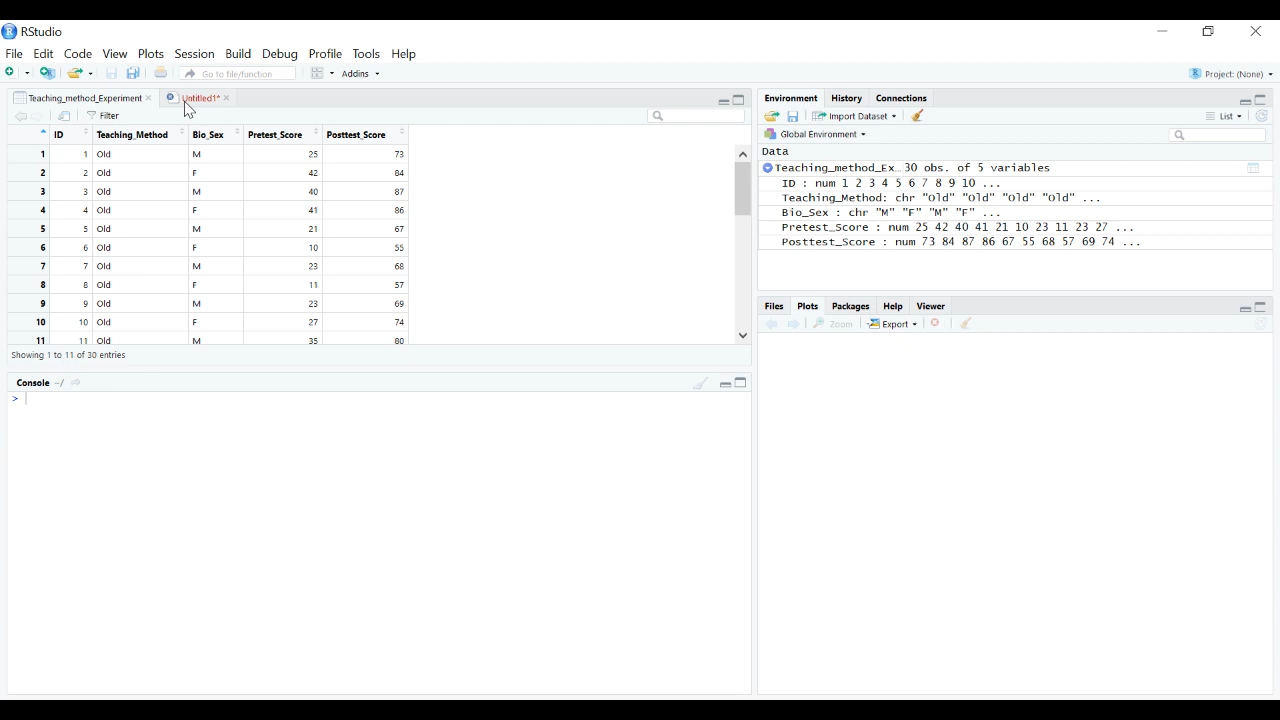 RStudio
File Edit Code View Plots Session Build Debug Profile Tools Help
Go to file/function Addins Project: (None)
Teaching_method_Experiment Untitled1*
Filter
ID Teaching_Method Bio_Sex Pretest_Score Posttest_Score
1 1 Old M 25 73
2 2 Old F 42 84
3 3 Old M 40 87
4 4 Old F 41 86
5 5 Old M 21 67
6 6 Old F 10 55
7 7 Old M 23 68
8 8 Old F 11 57
9 9 Old M 23 69
10 10 Old F 27 74
11 11 Old M 35 80
Showing 1 to 11 of 30 entries
Console ~/
>
Environment History Connections
Import Dataset List
Global Environment
Data
Teaching_method_Ex… 30 obs. of 5 variables
ID : num 1 2 3 4 5 6 7 8 9 10 ...
Teaching_Method: chr "Old" "Old" "Old" "Old" ...
Bio_Sex : chr "M" "F" "M" "F" ...
Pretest_Score : num 25 42 40 41 21 10 23 11 23 27 ...
Posttest_Score : num 73 84 87 86 67 55 68 57 69 74 ...
Files Plots Packages Help Viewer
Zoom Export